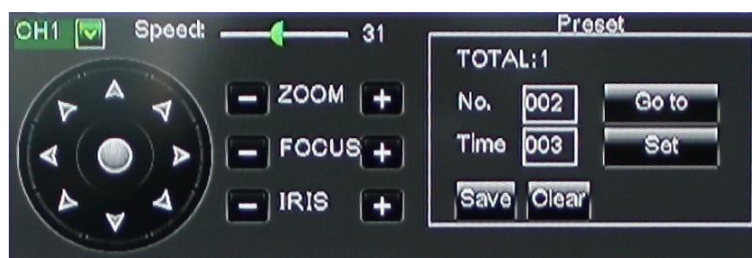 CH1 Speed: 31
Preset
TOTAL:1
ZOOM
No. 002 Go to
FOCUS
Time 003 Set
IRIS
Save Clear